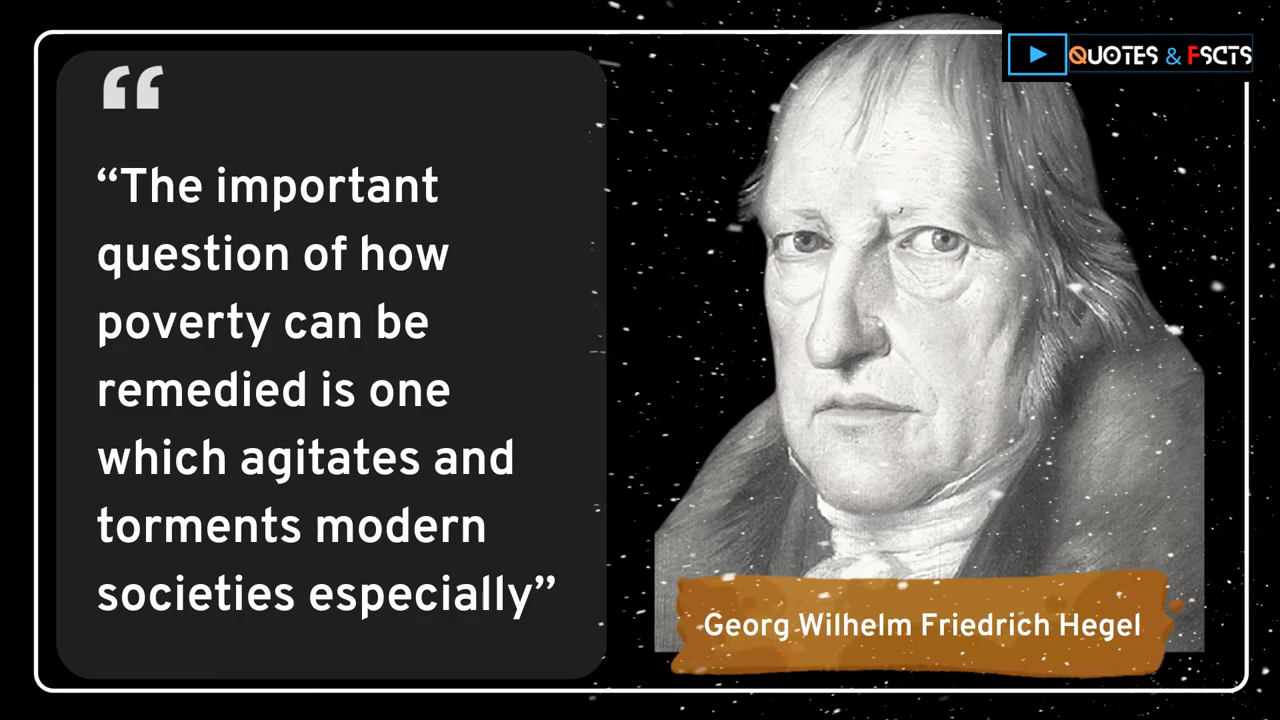 QUOTES & FSCTS
“
“The important
question of how
poverty can be
remedied is one
which agitates and
torments modern
societies especially”
Georg Wilhelm Friedrich Hegel